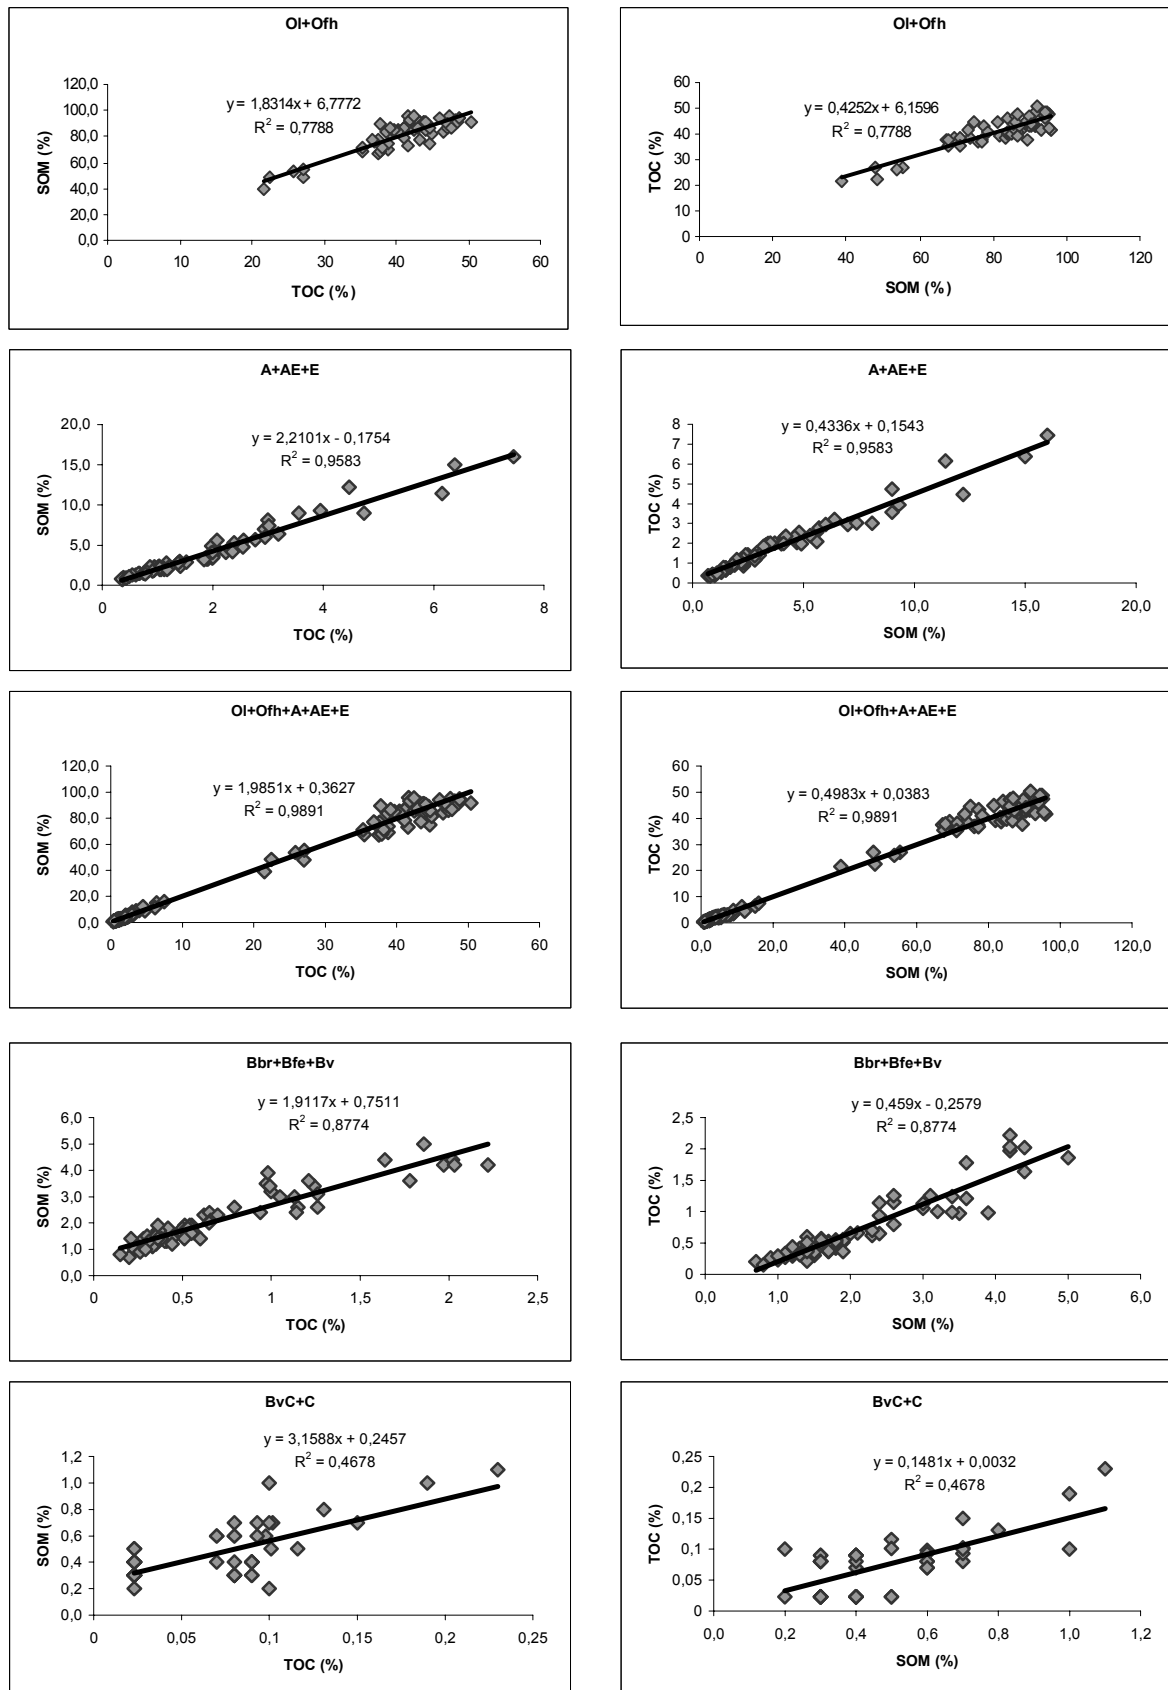 Ol+Ofh
y = 1,8314x + 6,7772
R² = 0,7788
SOM (%)
120,0
100,0
80,0
60,0
40,0
20,0
0,0
0 10 20 30 40 50 60
TOC (%)
Ol+Ofh
y = 0,4252x + 6,1596
R² = 0,7788
TOC (%)
60
50
40
30
20
10
0
0 20 40 60 80 100 120
SOM (%)
A+AE+E
y = 2,2101x - 0,1754
R² = 0,9583
SOM (%)
20,0
15,0
10,0
5,0
0,0
0 2 4 6 8
TOC (%)
A+AE+E
y = 0,4336x + 0,1543
R² = 0,9583
TOC (%)
8
7
6
5
4
3
2
1
0
0,0 5,0 10,0 15,0 20,0
SOM (%)
Ol+Ofh+A+AE+E
y = 1,9851x + 0,3627
R² = 0,9891
SOM (%)
120,0
100,0
80,0
60,0
40,0
20,0
0,0
0 10 20 30 40 50 60
TOC (%)
Ol+Ofh+A+AE+E
y = 0,4983x + 0,0383
R² = 0,9891
TOC (%)
60
50
40
30
20
10
0
0,0 20,0 40,0 60,0 80,0 100,0 120,0
SOM (%)
Bbr+Bfe+Bv
y = 1,9117x + 0,7511
R² = 0,8774
SOM (%)
6,0
5,0
4,0
3,0
2,0
1,0
0,0
0 0,5 1 1,5 2 2,5
TOC (%)
Bbr+Bfe+Bv
y = 0,459x - 0,2579
R² = 0,8774
TOC (%)
2,5
2
1,5
1
0,5
0
0,0 1,0 2,0 3,0 4,0 5,0 6,0
SOM (%)
BvC+C
y = 3,1588x + 0,2457
R² = 0,4678
SOM (%)
1,2
1,0
0,8
0,6
0,4
0,2
0,0
0 0,05 0,1 0,15 0,2 0,25
TOC (%)
BvC+C
y = 0,1481x + 0,0032
R² = 0,4678
TOC (%)
0,25
0,2
0,15
0,1
0,05
0
0,0 0,2 0,4 0,6 0,8 1,0 1,2
SOM (%)